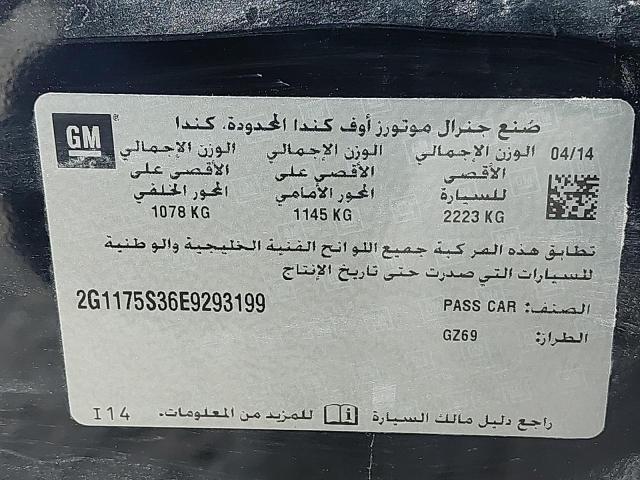 GM
صُنع جنرال موتورز أوف كندا المحدودة، كندا
04/14
الوزن الإجمالي الأقصى للسيارة
2223 KG
الوزن الإجمالي الأقصى على المحور الأمامي
1145 KG
الوزن الإجمالي الأقصى على المحور الخلفي
1078 KG
تطابق هذه المركبة جميع اللوائح الفنية الخليجية والوطنية
للسيارات التي صدرت حتى تاريخ الإنتاج
الصنف: PASS CAR
2G1175S36E9293199
الطراز: GZ69
راجع دليل مالك السيارة للمزيد من المعلومات.
I14